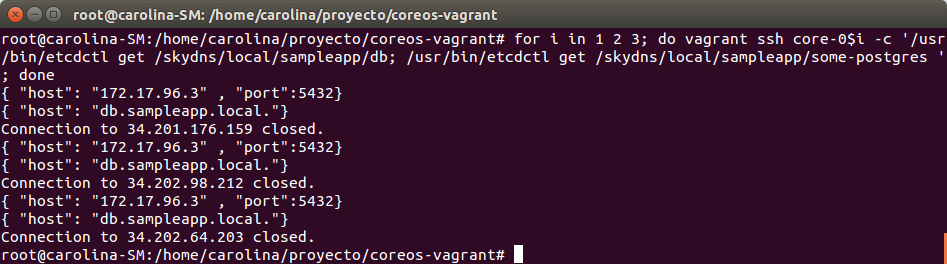 root@carolina-SM: /home/carolina/proyecto/coreos-vagrant
root@carolina-SM:/home/carolina/proyecto/coreos-vagrant# for i in 1 2 3; do vagrant ssh core-0$i -c '/usr
/bin/etcdctl get /skydns/local/sampleapp/db; /usr/bin/etcdctl get /skydns/local/sampleapp/some-postgres '
; done
{ "host": "172.17.96.3" , "port":5432}
{ "host": "db.sampleapp.local."}
Connection to 34.201.176.159 closed.
{ "host": "172.17.96.3" , "port":5432}
{ "host": "db.sampleapp.local."}
Connection to 34.202.98.212 closed.
{ "host": "172.17.96.3" , "port":5432}
{ "host": "db.sampleapp.local."}
Connection to 34.202.64.203 closed.
root@carolina-SM:/home/carolina/proyecto/coreos-vagrant#